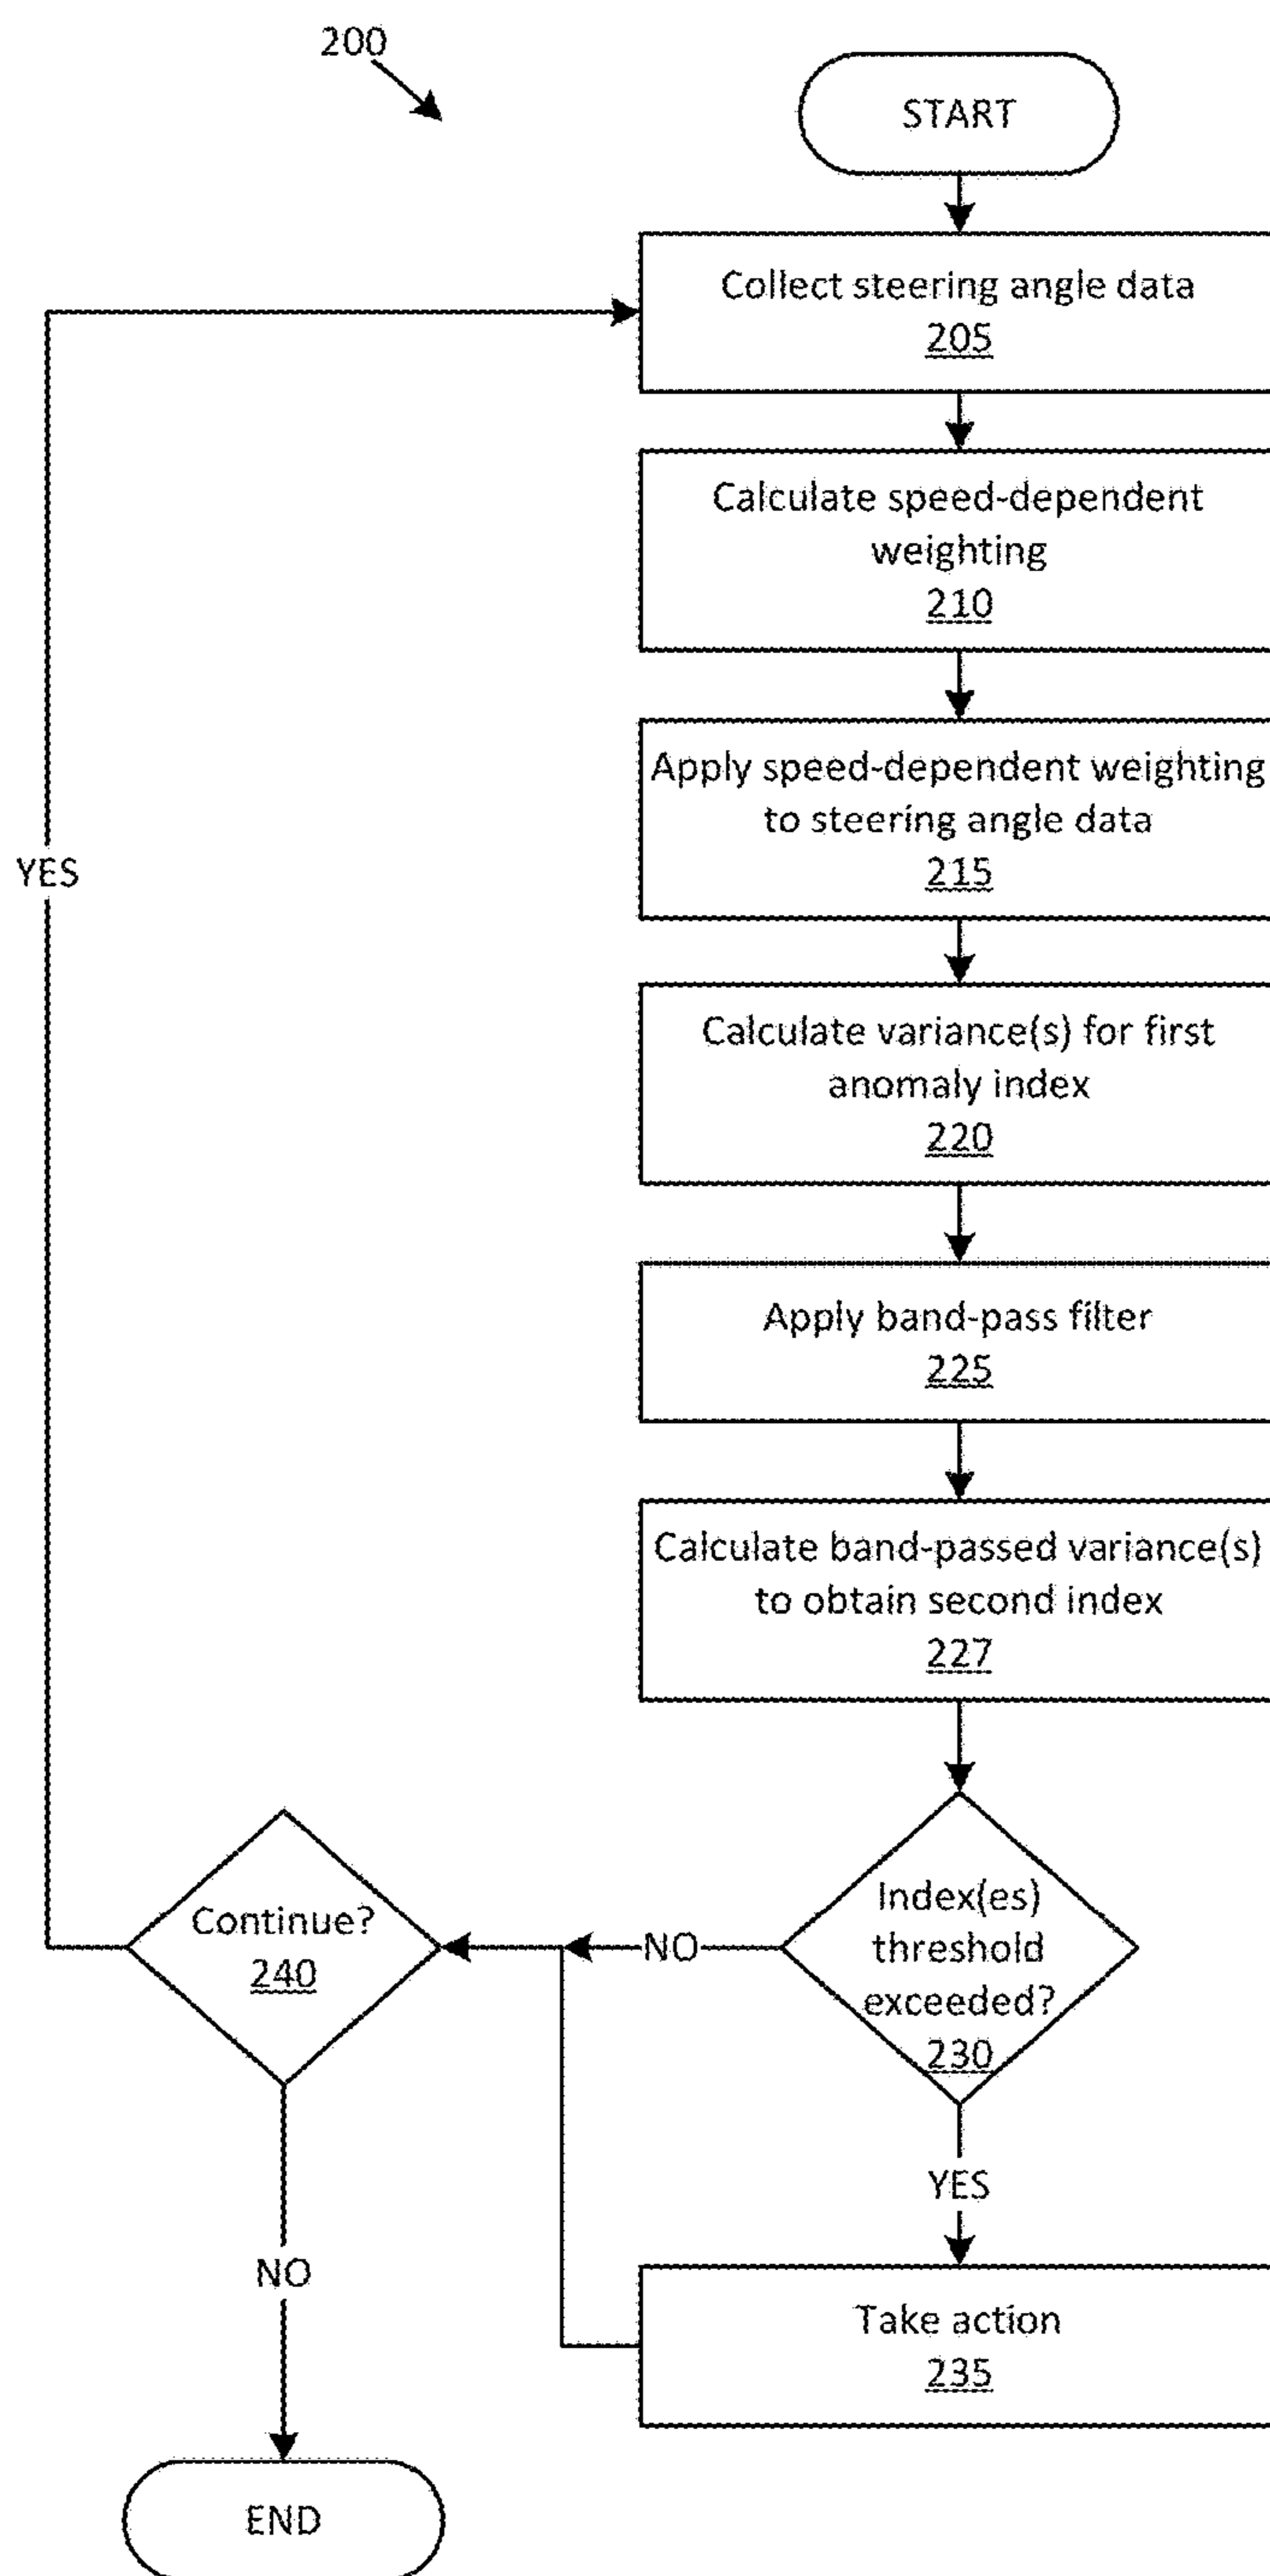 200
START
Collect steering angle data
205
Calculate speed-dependent
weighting
210
Apply speed-dependent weighting
to steering angle data
215
YES
Calculate variance(s) for first
anomaly index
220
Apply band-pass filter
225
Calculate band-passed variance(s)
to obtain second index
227
Index(es)
threshold
exceeded?
230
NO
Continue?
240
YES
NO
Take action
235
END